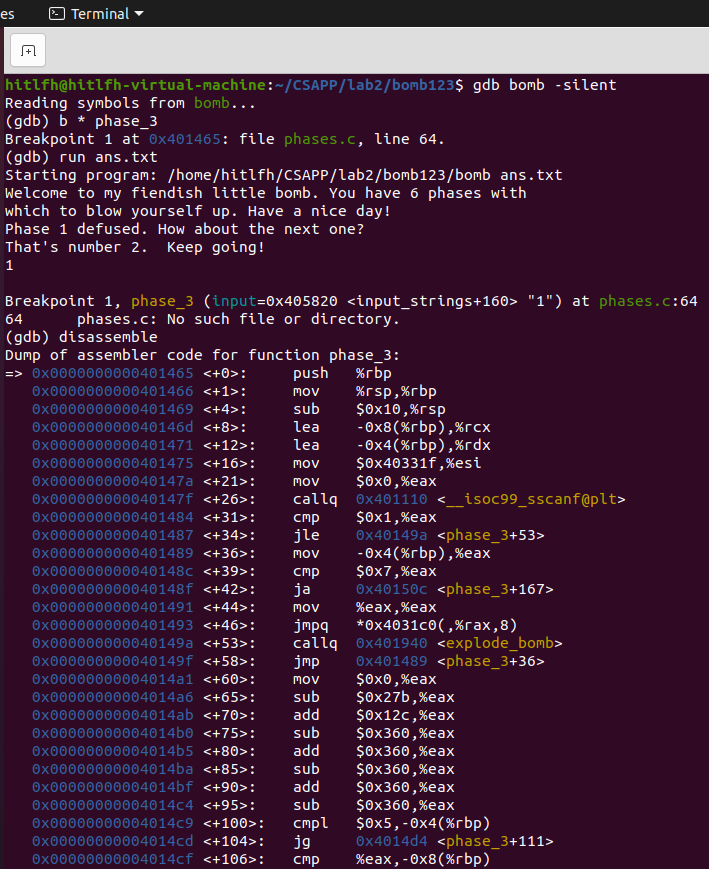 es Terminal
hitlfh@hitlfh-virtual-machine:~/CSAPP/lab2/bomb123$ gdb bomb -silent
Reading symbols from bomb...
(gdb) b * phase_3
Breakpoint 1 at 0x401465: file phases.c, line 64.
(gdb) run ans.txt
Starting program: /home/hitlfh/CSAPP/lab2/bomb123/bomb ans.txt
Welcome to my fiendish little bomb. You have 6 phases with
which to blow yourself up. Have a nice day!
Phase 1 defused. How about the next one?
That's number 2.  Keep going!
1

Breakpoint 1, phase_3 (input=0x405820 <input_strings+160> "1") at phases.c:64
64      phases.c: No such file or directory.
(gdb) disassemble
Dump of assembler code for function phase_3:
=> 0x0000000000401465 <+0>:     push   %rbp
   0x0000000000401466 <+1>:     mov    %rsp,%rbp
   0x0000000000401469 <+4>:     sub    $0x10,%rsp
   0x000000000040146d <+8>:     lea    -0x8(%rbp),%rcx
   0x0000000000401471 <+12>:    lea    -0x4(%rbp),%rdx
   0x0000000000401475 <+16>:    mov    $0x40331f,%esi
   0x000000000040147a <+21>:    mov    $0x0,%eax
   0x000000000040147f <+26>:    callq  0x401110 <__isoc99_sscanf@plt>
   0x0000000000401484 <+31>:    cmp    $0x1,%eax
   0x0000000000401487 <+34>:    jle    0x40149a <phase_3+53>
   0x0000000000401489 <+36>:    mov    -0x4(%rbp),%eax
   0x000000000040148c <+39>:    cmp    $0x7,%eax
   0x000000000040148f <+42>:    ja     0x40150c <phase_3+167>
   0x0000000000401491 <+44>:    mov    %eax,%eax
   0x0000000000401493 <+46>:    jmpq   *0x4031c0(,%rax,8)
   0x000000000040149a <+53>:    callq  0x401940 <explode_bomb>
   0x000000000040149f <+58>:    jmp    0x401489 <phase_3+36>
   0x00000000004014a1 <+60>:    mov    $0x0,%eax
   0x00000000004014a6 <+65>:    sub    $0x27b,%eax
   0x00000000004014ab <+70>:    add    $0x12c,%eax
   0x00000000004014b0 <+75>:    sub    $0x360,%eax
   0x00000000004014b5 <+80>:    add    $0x360,%eax
   0x00000000004014ba <+85>:    sub    $0x360,%eax
   0x00000000004014bf <+90>:    add    $0x360,%eax
   0x00000000004014c4 <+95>:    sub    $0x360,%eax
   0x00000000004014c9 <+100>:   cmpl   $0x5,-0x4(%rbp)
   0x00000000004014cd <+104>:   jg     0x4014d4 <phase_3+111>
   0x00000000004014cf <+106>:   cmp    %eax,-0x8(%rbp)